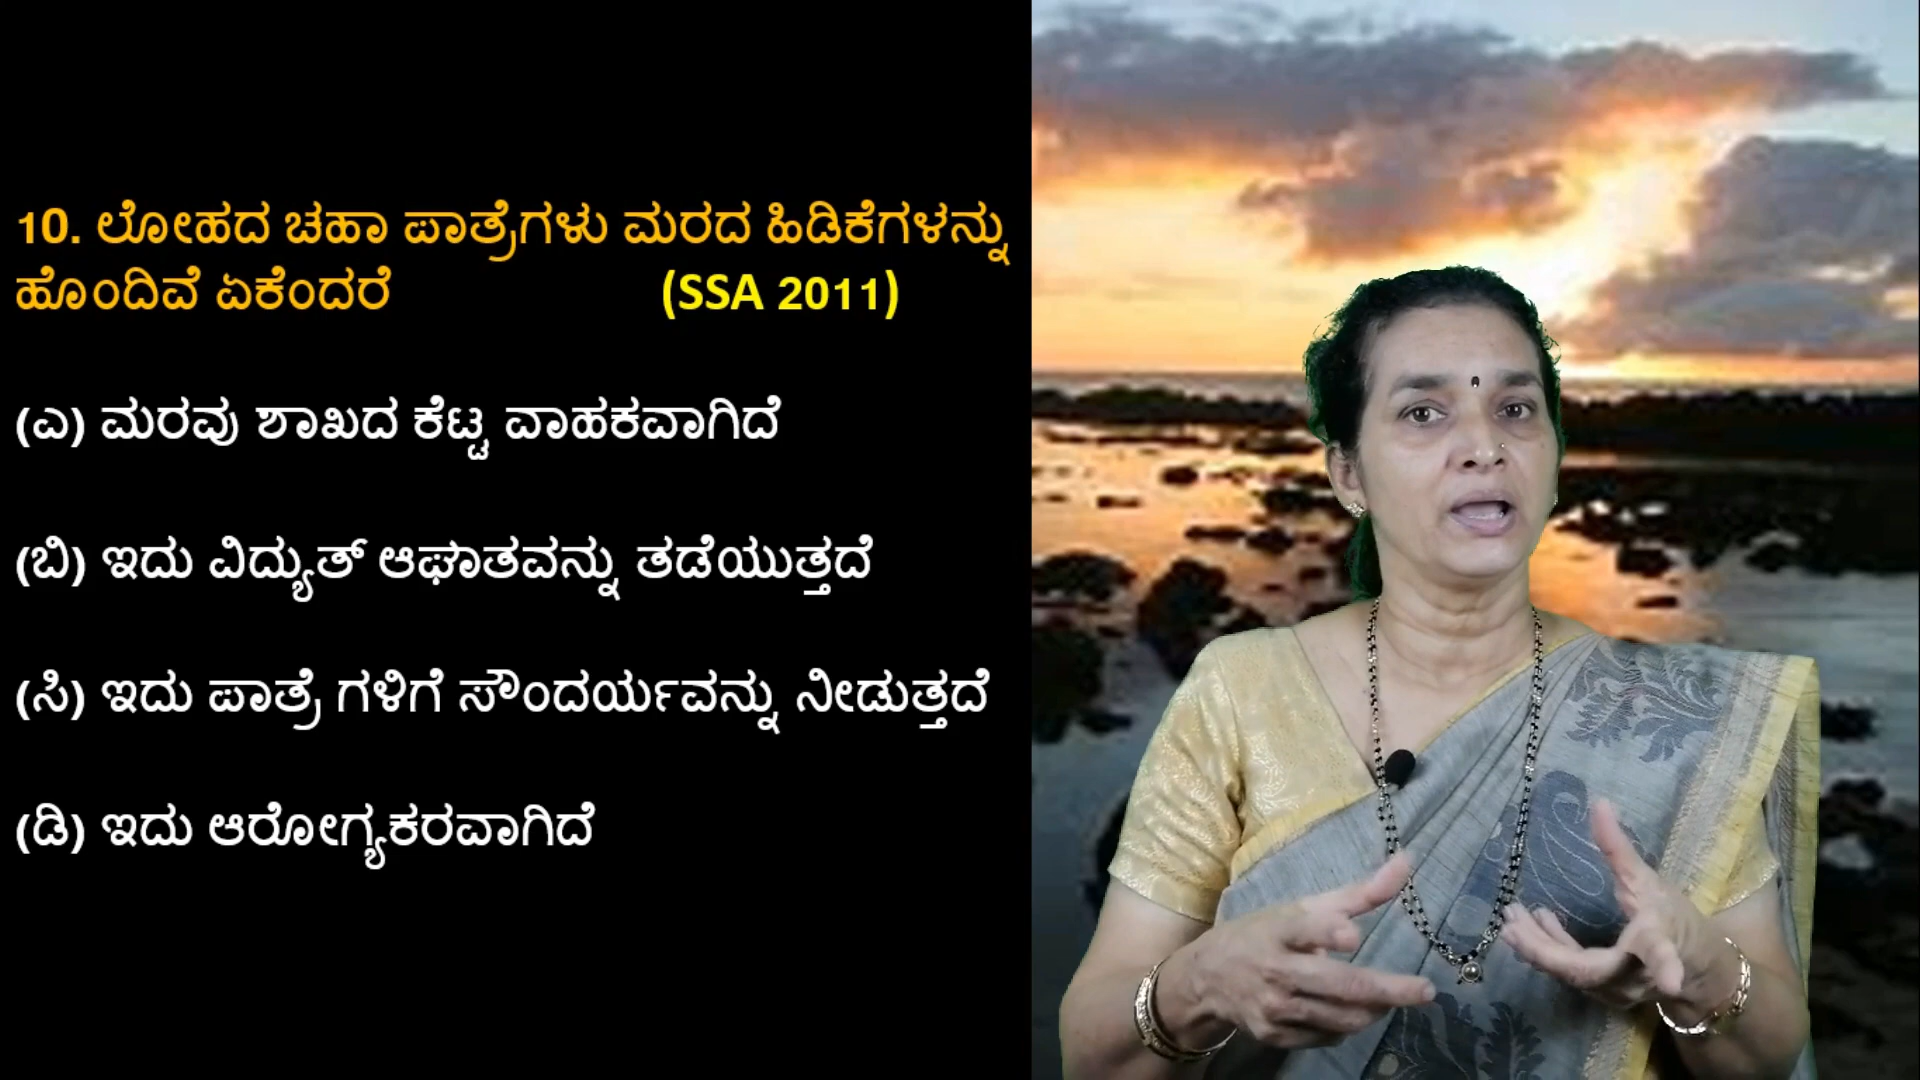 10. ಲೋಹದ ಚಹಾ ಪಾತ್ರೆಗಳು ಮರದ ಹಿಡಿಕೆಗಳನ್ನು
ಹೊಂದಿವೆ ಏಕೆಂದರೆ (SSA 2011)
(ಎ) ಮರವು ಶಾಖದ ಕೆಟ್ಟ ವಾಹಕವಾಗಿದೆ
(ಬಿ) ಇದು ವಿದ್ಯುತ್ ಆಘಾತವನ್ನು ತಡೆಯುತ್ತದೆ
(ಸಿ) ಇದು ಪಾತ್ರೆ ಗಳಿಗೆ ಸೌಂದರ್ಯವನ್ನು ನೀಡುತ್ತದೆ
(ಡಿ) ಇದು ಆರೋಗ್ಯಕರವಾಗಿದೆ